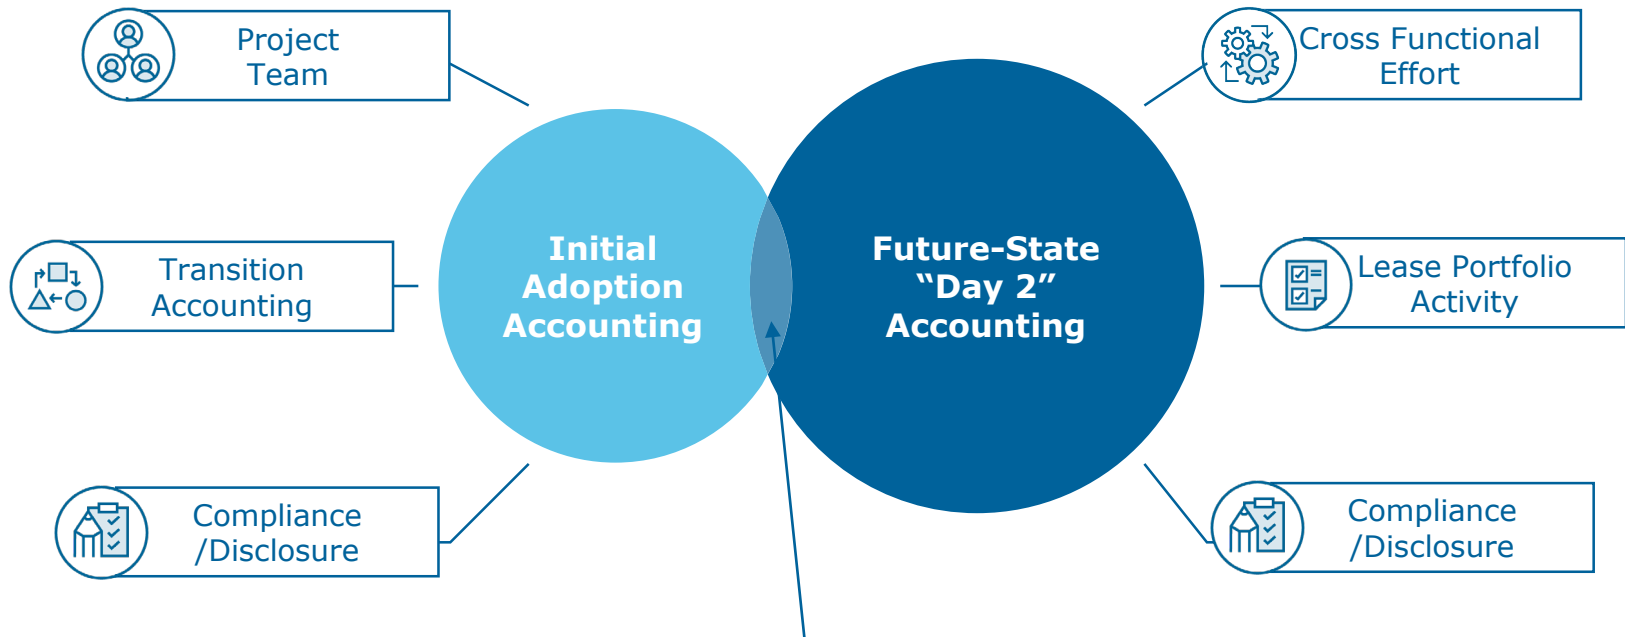 Project
Team
Cross Functional
Effort
Initial
Adoption
Accounting
Future–State
“Day 2”
Accounting
Transition
Accounting
Lease Portfolio
Activity
Compliance
/Disclosure
Compliance
/Disclosure